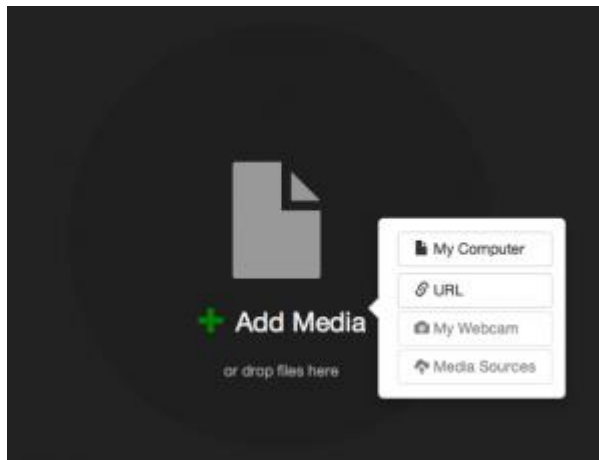 Add Media
or drop files here
My Computer
URL
My Webcam
Media Sources